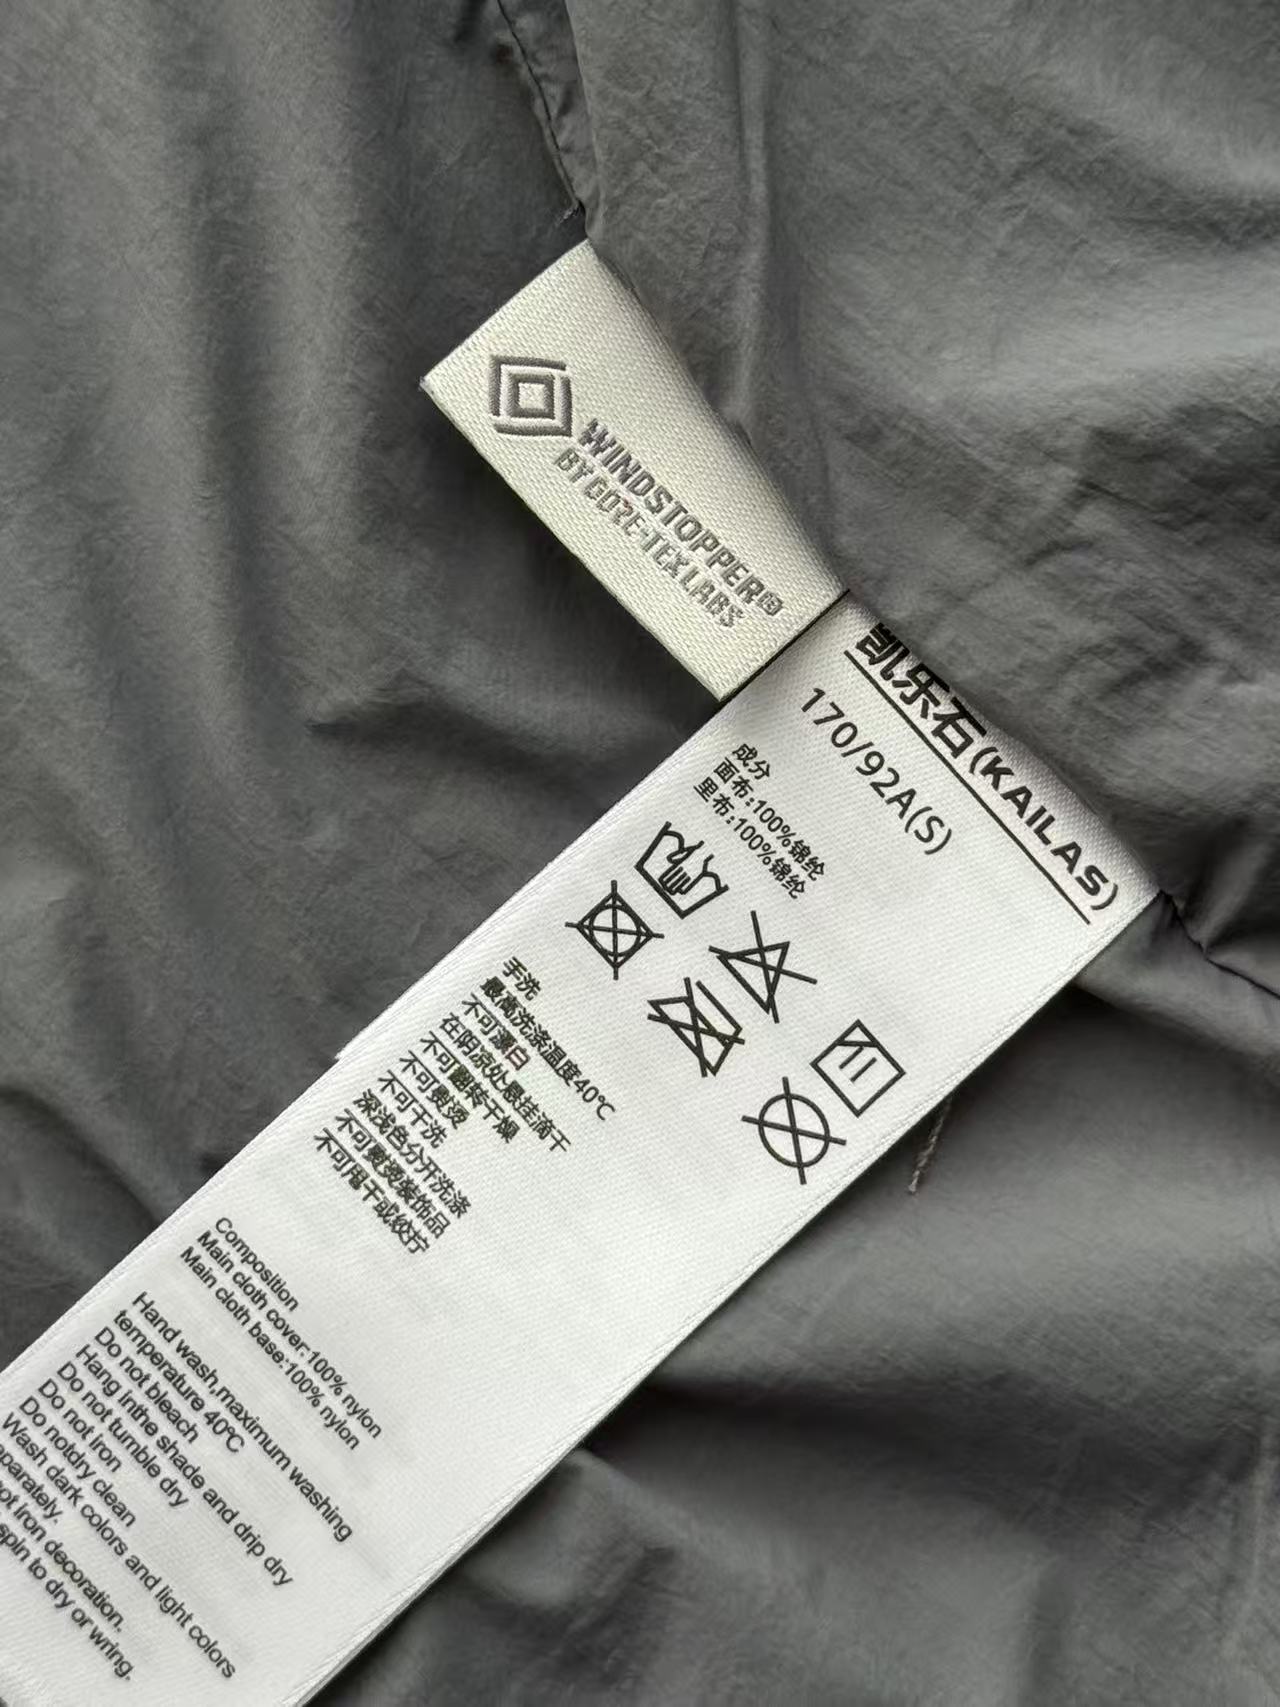 WINDSTOPPER®
BY GORE-TEX LABS
凯乐石(KAILAS)
170/92A(S)
成分
面布:100%锦纶
里布:100%锦纶
手洗
最高洗涤温度40℃
不可漂白
在阴凉处悬挂滴干
不可翻转干燥
不可熨烫
不可干洗
深浅色分开洗涤
不可熨烫装饰品
不可甩干或绞拧
Composition
Main cloth cover:100% nylon
Main cloth base:100% nylon
Hand wash,maximum washing
temperature 40℃
Do not bleach
Hang inthe shade and drip dry
Do not tumble dry
Do not iron
Do notdry clean
Wash dark colors and light colors
parately.
ot iron decoration.
spin to dry or wring.